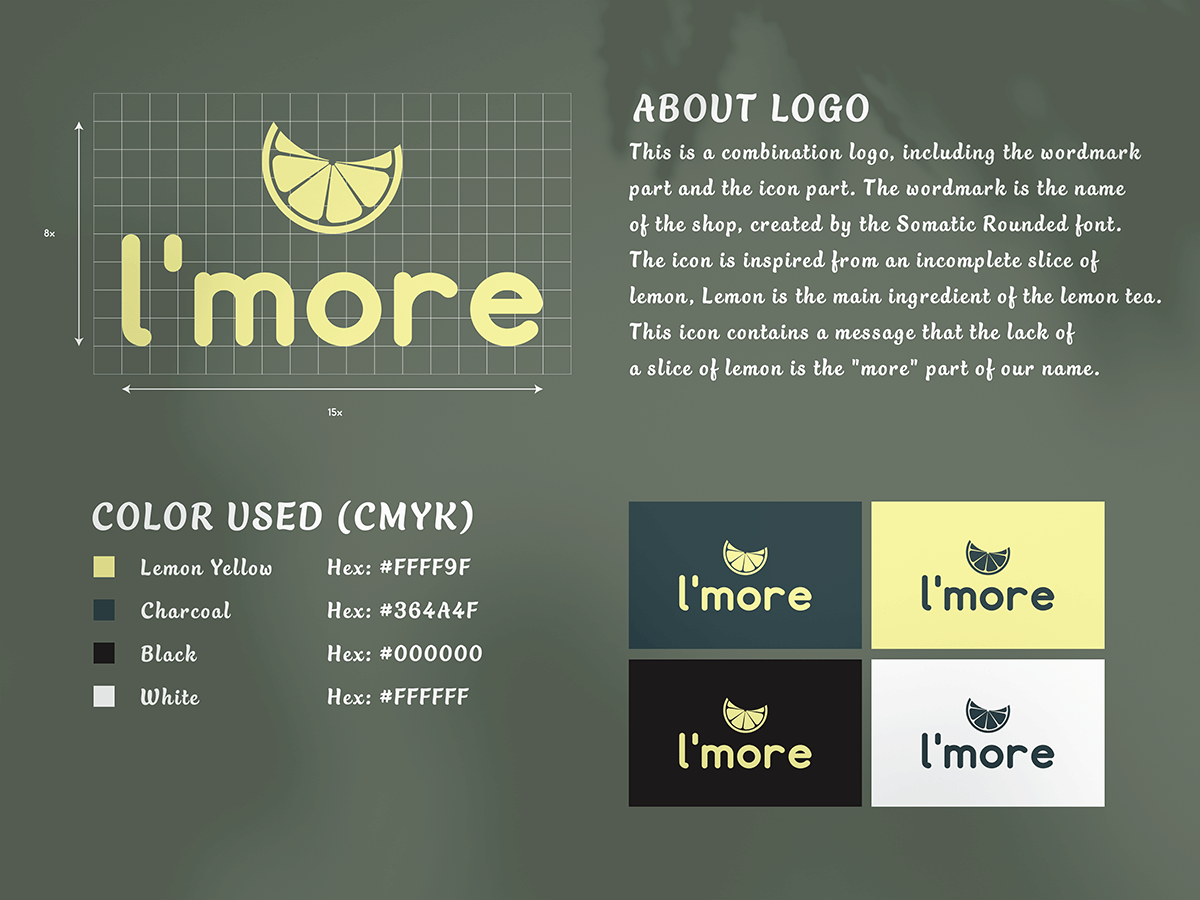 8x
l'more
15x
ABOUT LOGO
This is a combination logo, including the wordmark
part and the icon part. The wordmark is the name
of the shop, created by the Somatic Rounded font.
The icon is inspired from an incomplete slice of
lemon, Lemon is the main ingredient of the lemon tea.
This icon contains a message that the lack of
a slice of lemon is the "more" part of our name.
COLOR USED (CMYK)
Lemon Yellow Hex: #FFFF9F
Charcoal Hex: #364A4F
Black Hex: #000000
White Hex: #FFFFFF
l'more
l'more
l'more
l'more